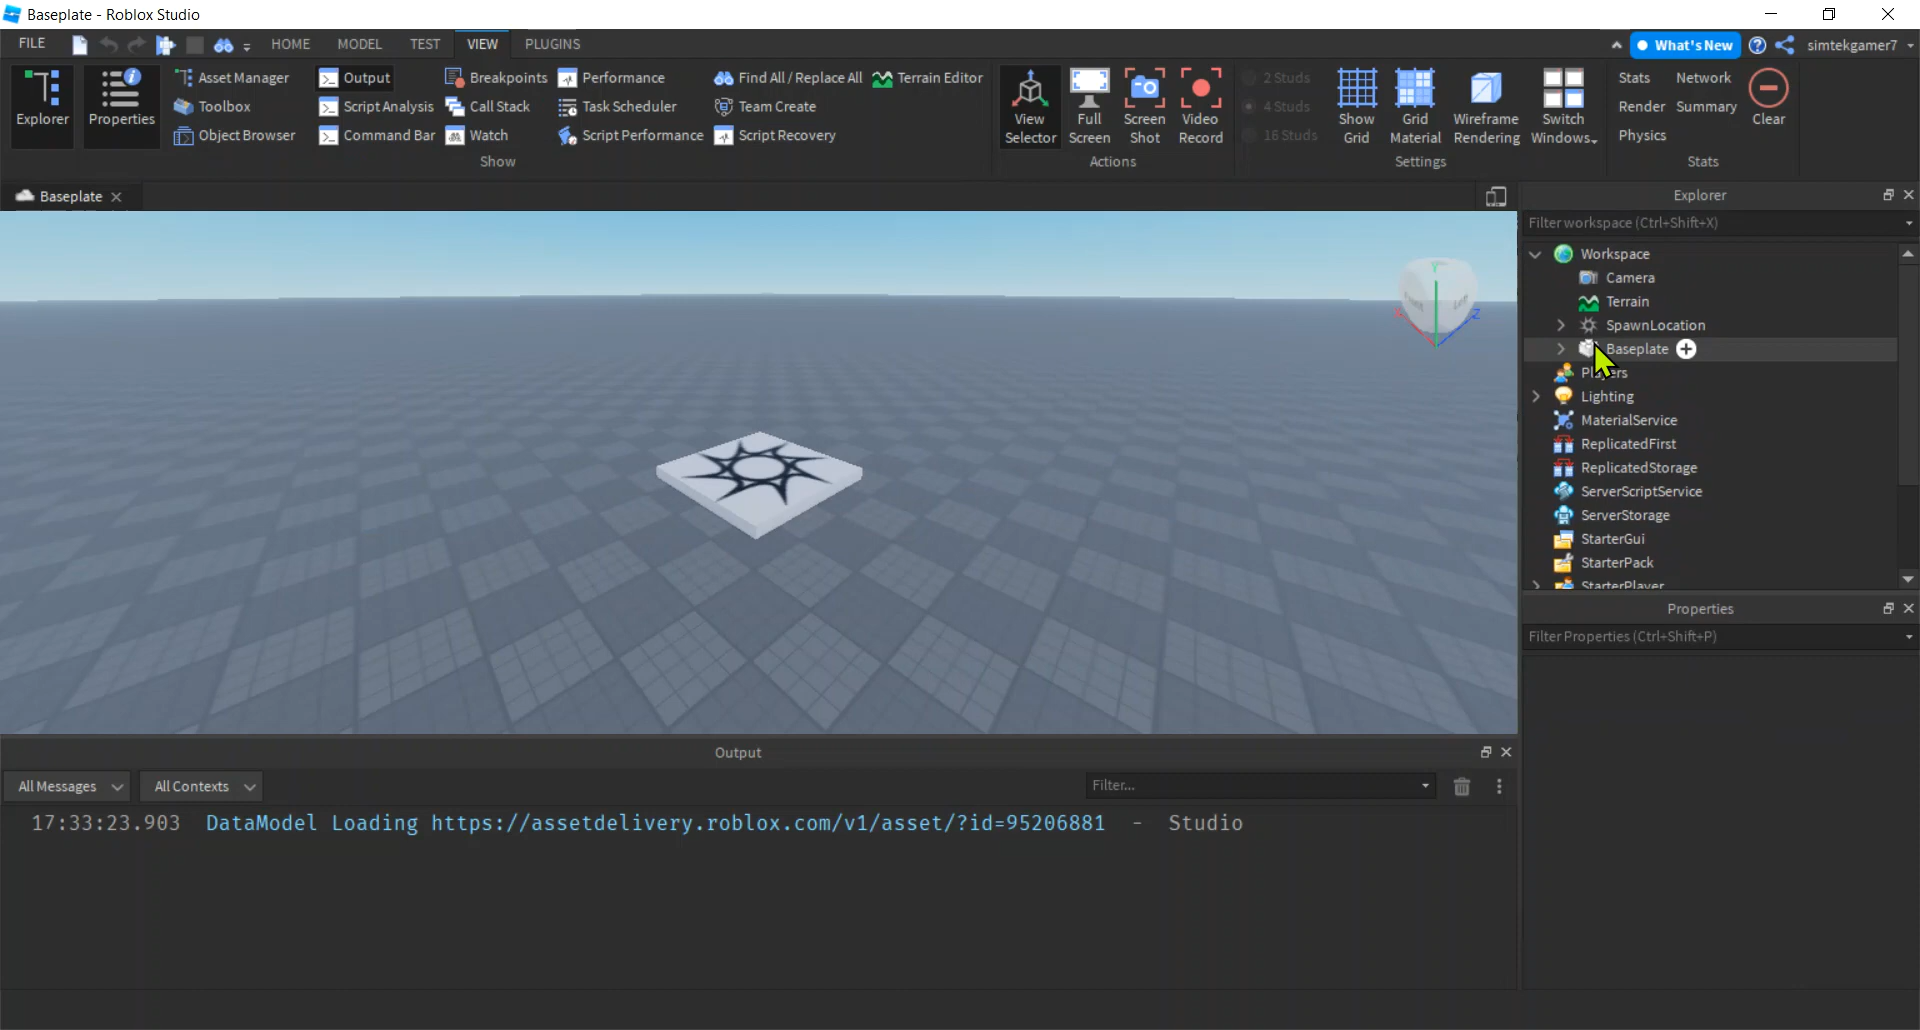 Baseplate - Roblox Studio
FILE HOME MODEL TEST VIEW PLUGINS What's New simtekgamer7
Explorer
Properties
Asset Manager
Toolbox
Object Browser
Output
Script Analysis
Command Bar
Breakpoints
Call Stack
Watch
Performance
Task Scheduler
Script Performance
Find All / Replace All
Team Create
Script Recovery
Terrain Editor
Show
View
Selector
Full
Screen
Screen
Shot
Video
Record
Actions
2 Studs
4 Studs
16 Studs
Show
Grid
Grid
Material
Wireframe
Rendering
Switch
Windows
Settings
Stats
Network
Render
Summary
Physics
Clear
Stats
Baseplate
Explorer
Filter workspace (Ctrl+Shift+X)
Workspace
Camera
Terrain
SpawnLocation
Baseplate
Players
Lighting
MaterialService
ReplicatedFirst
ReplicatedStorage
ServerScriptService
ServerStorage
StarterGui
StarterPack
StarterPlayer
Y
X
Z
Properties
Filter Properties (Ctrl+Shift+P)
Output
All Messages
All Contexts
Filter...
17:33:23.903 DataModel Loading https://assetdelivery.roblox.com/v1/asset/?id=95206881 - Studio